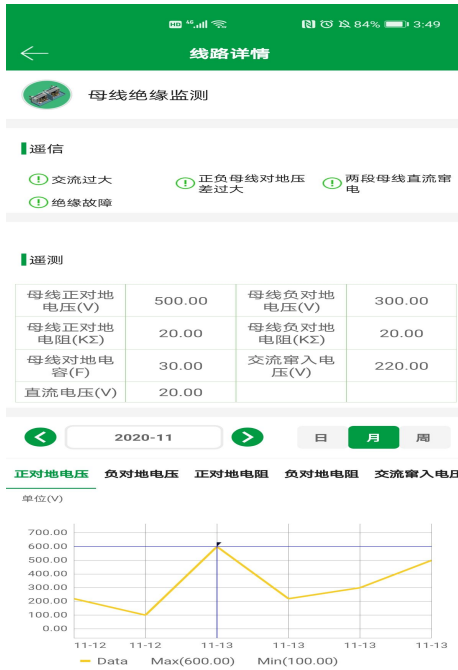 HD 46 84% 3:49
线路详情
母线绝缘监测
遥信
交流过大 正负母线对地压差过大 两段母线直流窜电
绝缘故障
遥测
母线正对地电压(V) 500.00 母线负对地电压(V) 300.00
母线正对地电阻(KΣ) 20.00 母线负对地电阻(KΣ) 20.00
母线对地电容(F) 30.00 交流窜入电压(V) 220.00
直流电压(V) 20.00
2020-11 日 月 周
正对地电压 负对地电压 正对地电阻 负对地电阻 交流窜入电压
单位(V)
700.00
600.00
500.00
400.00
300.00
200.00
100.00
0.00
11-12 11-12 11-13 11-13 11-13 11-13
Data Max(600.00) Min(100.00)